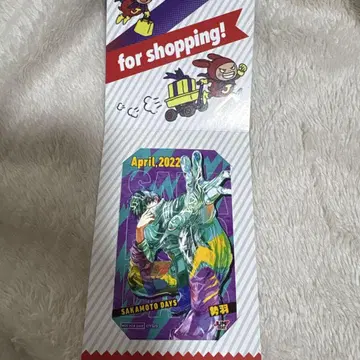 for shopping!
April, 2022
SAKAMOTO DAYS
勢羽